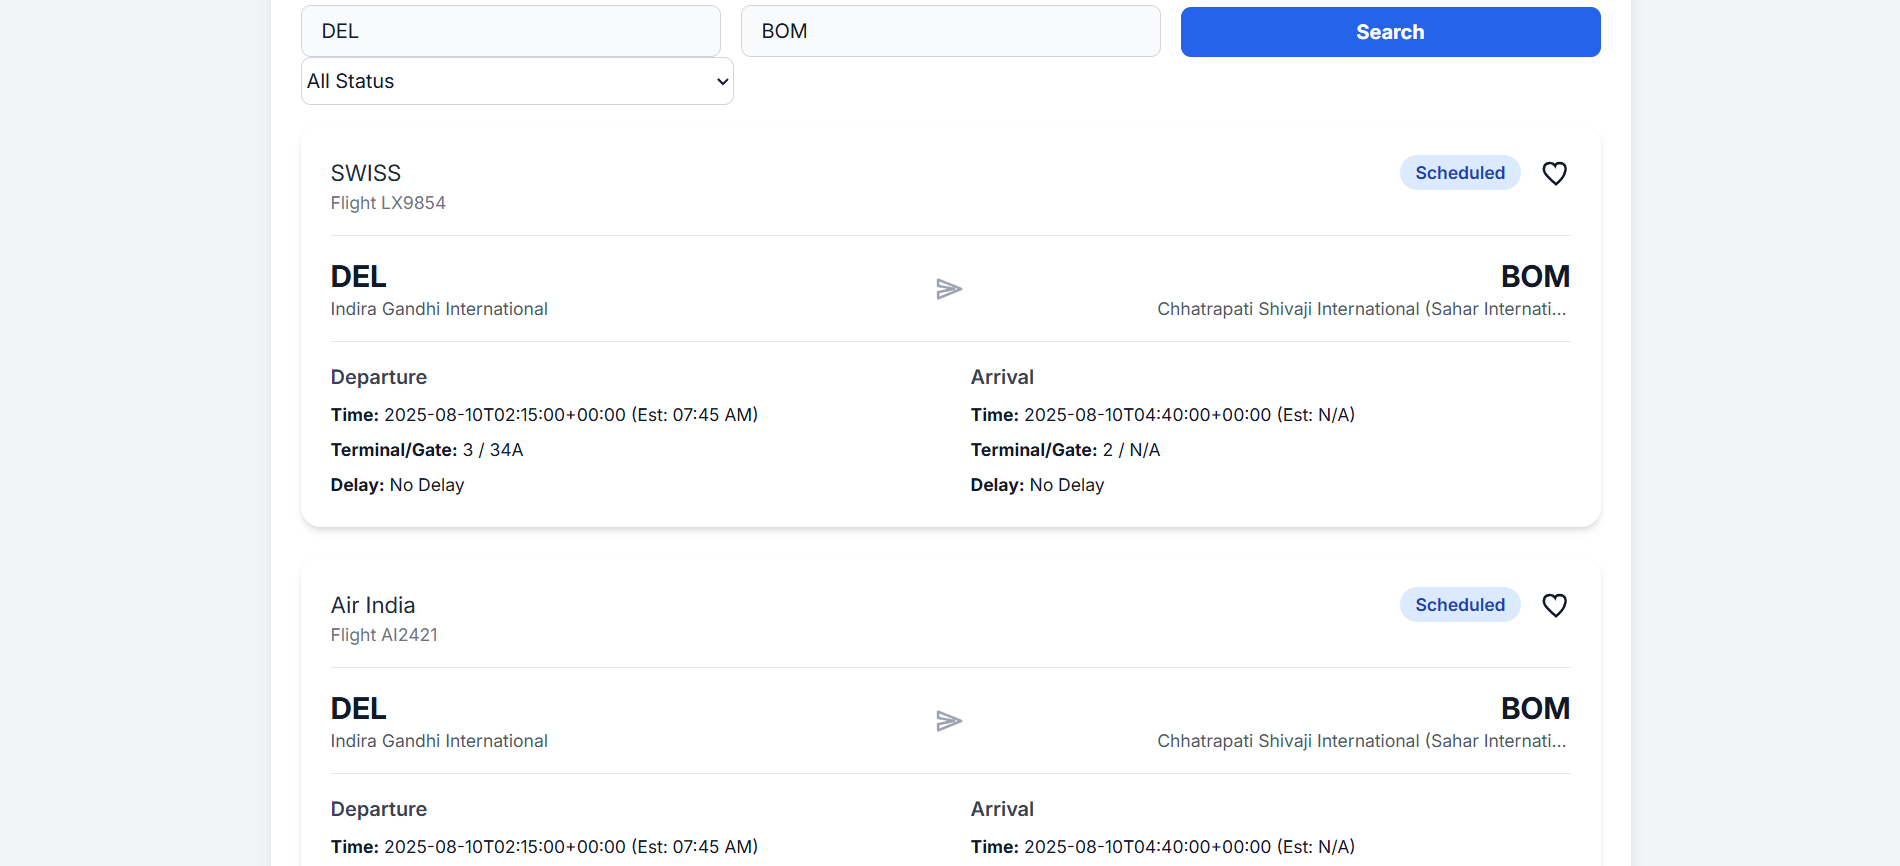 DEL
BOM
Search
All Status
SWISS
Scheduled
Flight LX9854
DEL
BOM
Indira Gandhi International
Chhatrapati Shivaji International (Sahar Internati...
Departure
Arrival
Time: 2025-08-10T02:15:00+00:00 (Est: 07:45 AM)
Time: 2025-08-10T04:40:00+00:00 (Est: N/A)
Terminal/Gate: 3 / 34A
Terminal/Gate: 2 / N/A
Delay: No Delay
Delay: No Delay
Air India
Scheduled
Flight AI2421
DEL
BOM
Indira Gandhi International
Chhatrapati Shivaji International (Sahar Internati...
Departure
Arrival
Time: 2025-08-10T02:15:00+00:00 (Est: 07:45 AM)
Time: 2025-08-10T04:40:00+00:00 (Est: N/A)